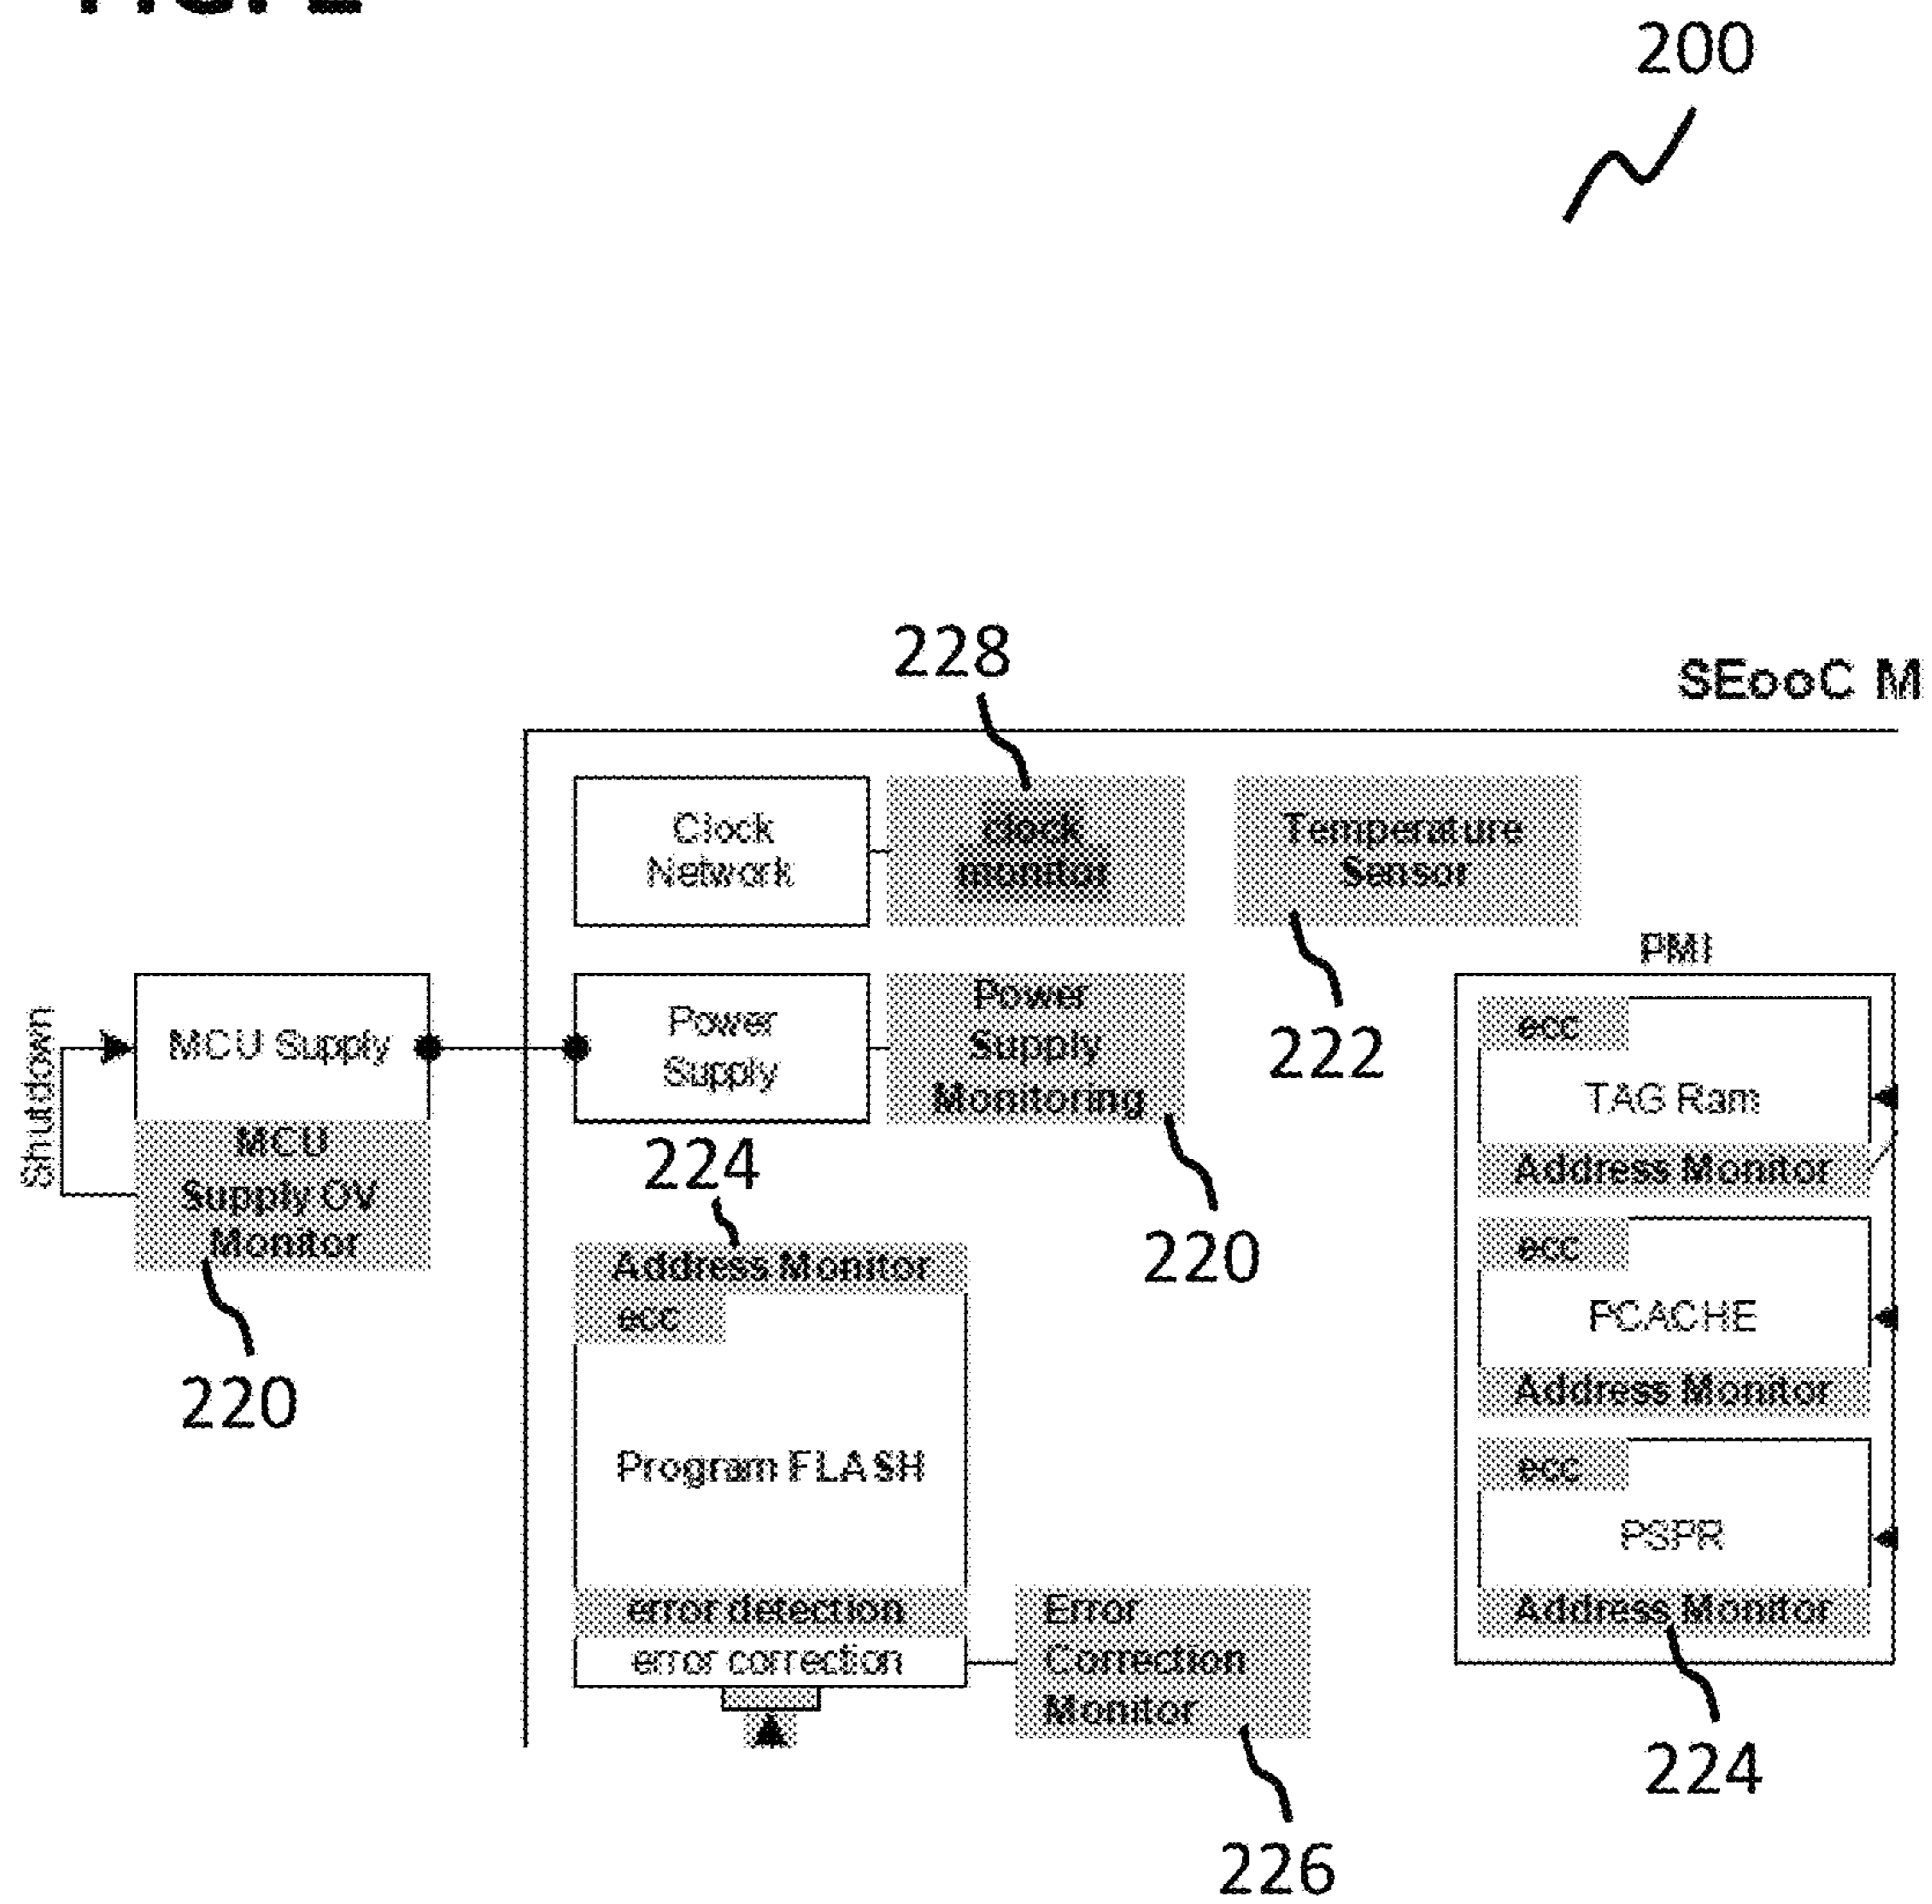 200
228
SEooC M
Clock
Network
clock
monitor
Temperature
Sensor
222
PMI
Shutdown
MCU Supply
MCU
Supply OV
Monitor
220
Power
Supply
Power
Supply
Monitoring
220
224
Address Monitor
ecc
Program FLASH
error detection
error correction
Error
Correction
Monitor
226
ecc
TAG Ram
Address Monitor
ecc
PCACHE
Address Monitor
ecc
PSPR
Address Monitor
224